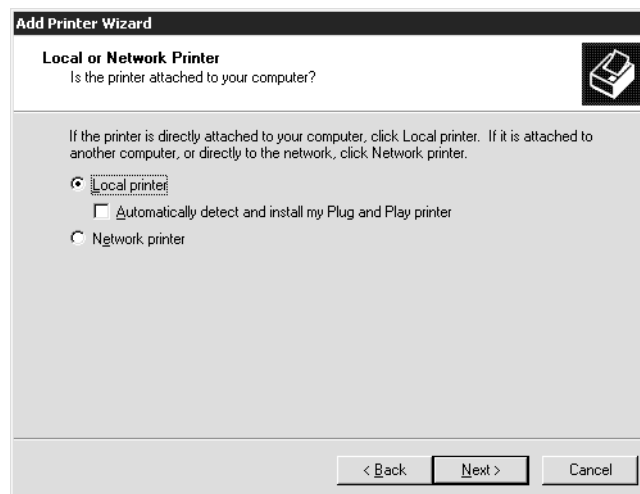 Add Printer Wizard
Local or Network Printer
Is the printer attached to your computer?
If the printer is directly attached to your computer, click Local printer. If it is attached to
another computer, or directly to the network, click Network printer.
Local printer
Automatically detect and install my Plug and Play printer
Network printer
< Back
Next >
Cancel